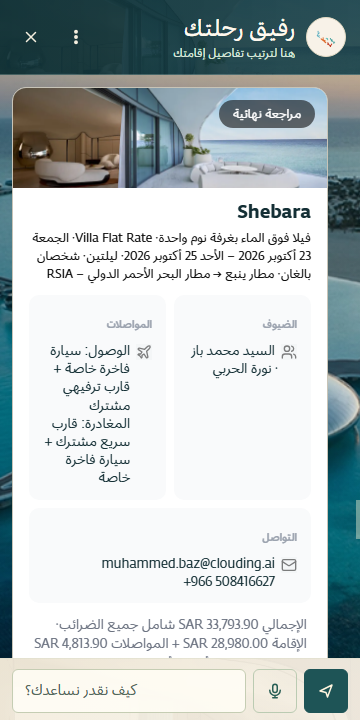 رفيق رحلتك
هنا لترتيب تفاصيل إقامتك
مراجعة نهائية
Shebara
فيلا فوق الماء بغرفة نوم واحدة · Villa Flat Rate · الجمعة
23 أكتوبر 2026 – الأحد 25 أكتوبر 2026 · ليلتين · شخصان
بالغان · مطار ينبع → مطار البحر الأحمر الدولي – RSIA
الضيوف
السيد محمد باز
· نورة الحربي
المواصلات
الوصول: سيارة
فاخرة خاصة +
قارب ترفيهي
مشترك
المغادرة: قارب
سريع مشترك +
سيارة فاخرة
خاصة
التواصل
muhammed.baz@clouding.ai
+966 508416627
الإجمالي SAR 33,793.90 شامل جميع الضرائب ·
الإقامة SAR 28,980.00 + المواصلات SAR 4,813.90
كيف نقدر نساعدك؟